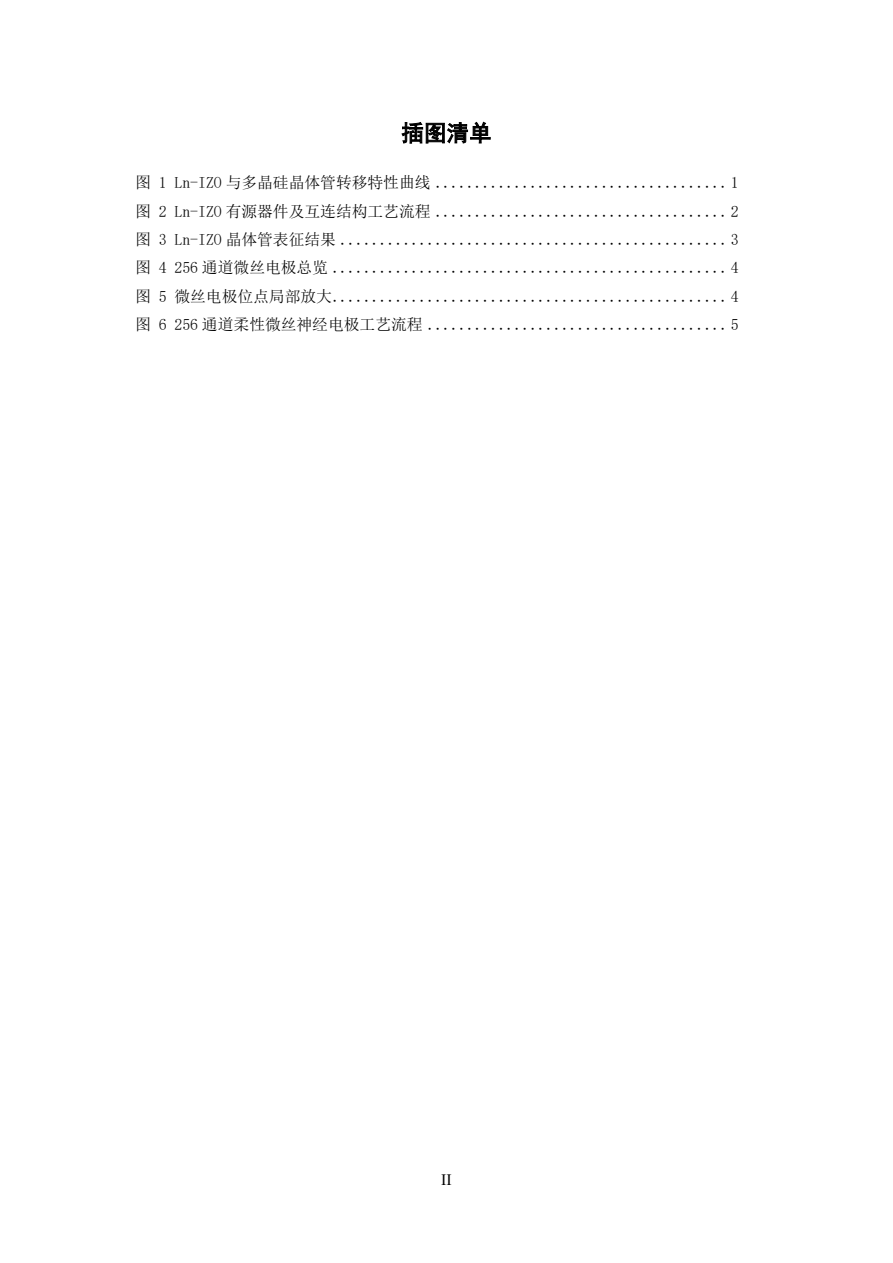 插图清单
图 1 Ln-IZO 与多晶硅晶体管转移特性曲线 ..................................... 1
图 2 Ln-IZO 有源器件及互连结构工艺流程 ..................................... 2
图 3 Ln-IZO 晶体管表征结果 ................................................. 3
图 4 256 通道微丝电极总览 .................................................. 4
图 5 微丝电极位点局部放大.................................................. 4
图 6 256 通道柔性微丝神经电极工艺流程 ...................................... 5
II